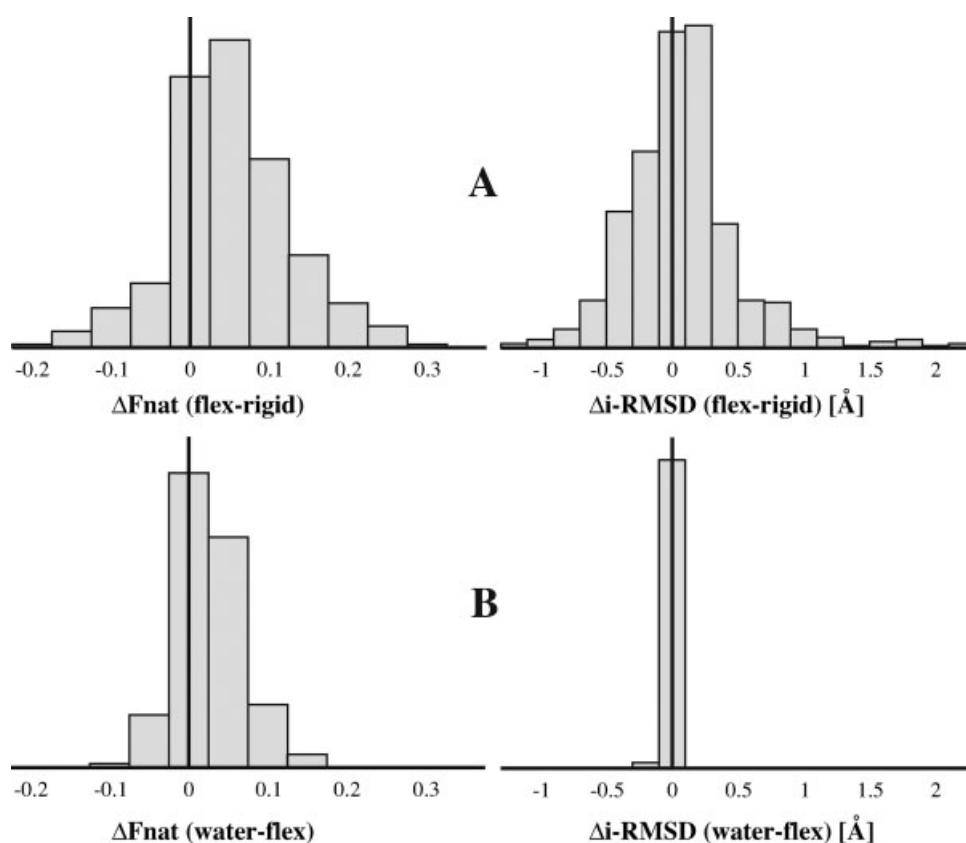 A
-0.2 -0.1 0 0.1 0.2 0.3
ΔFnat (flex-rigid)
-1 -0.5 0 0.5 1 1.5 2
Δi-RMSD (flex-rigid) [Å]
B
-0.2 -0.1 0 0.1 0.2 0.3
ΔFnat (water-flex)
-1 -0.5 0 0.5 1 1.5 2
Δi-RMSD (water-flex) [Å]